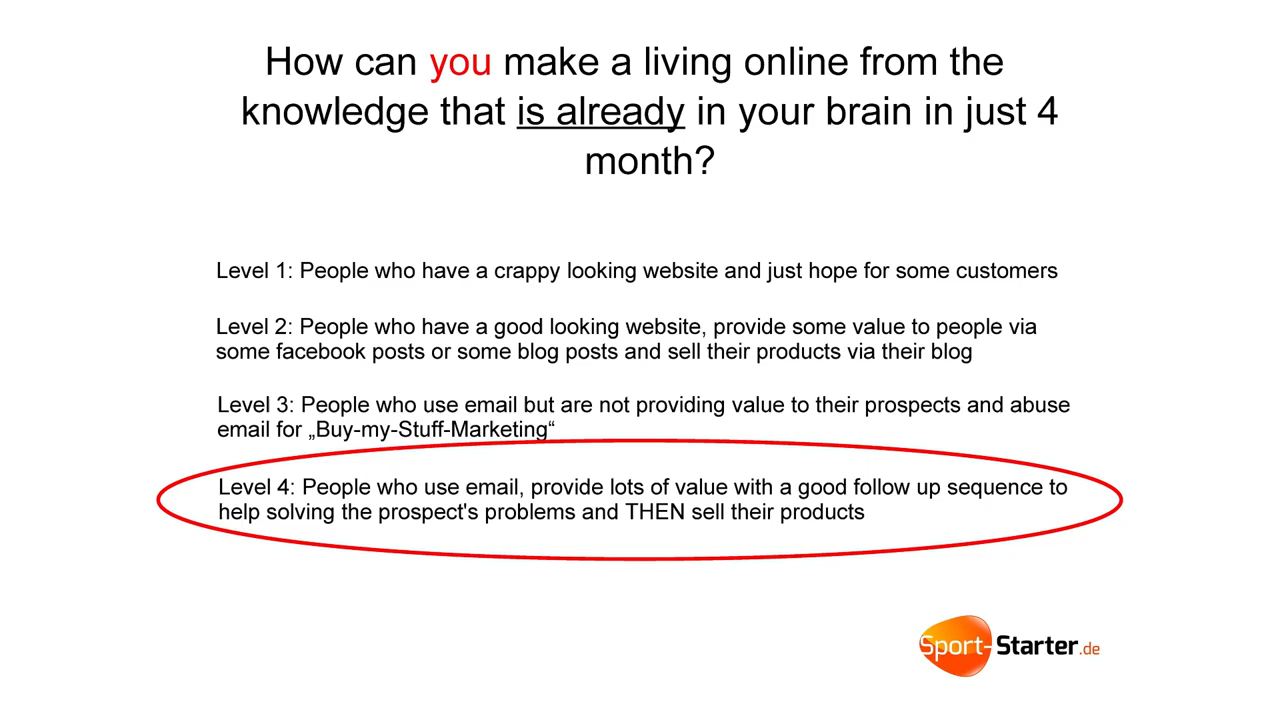 How can you make a living online from the
knowledge that is already in your brain in just 4
month?
Level 1: People who have a crappy looking website and just hope for some customers
Level 2: People who have a good looking website, provide some value to people via
some facebook posts or some blog posts and sell their products via their blog
Level 3: People who use email but are not providing value to their prospects and abuse
email for „Buy-my-Stuff-Marketing“
Level 4: People who use email, provide lots of value with a good follow up sequence to
help solving the prospect's problems and THEN sell their products
Sport-Starter.de